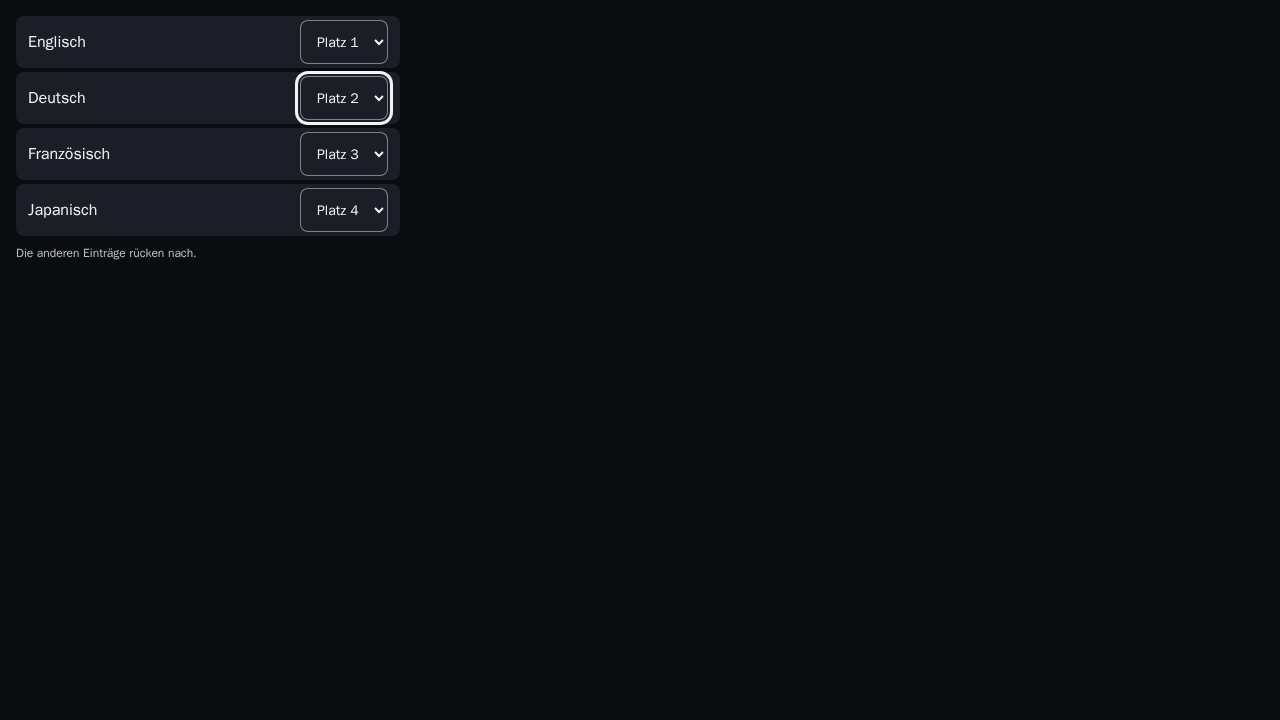 Englisch Platz 1
Deutsch Platz 2
Französisch Platz 3
Japanisch Platz 4
Die anderen Einträge rücken nach.